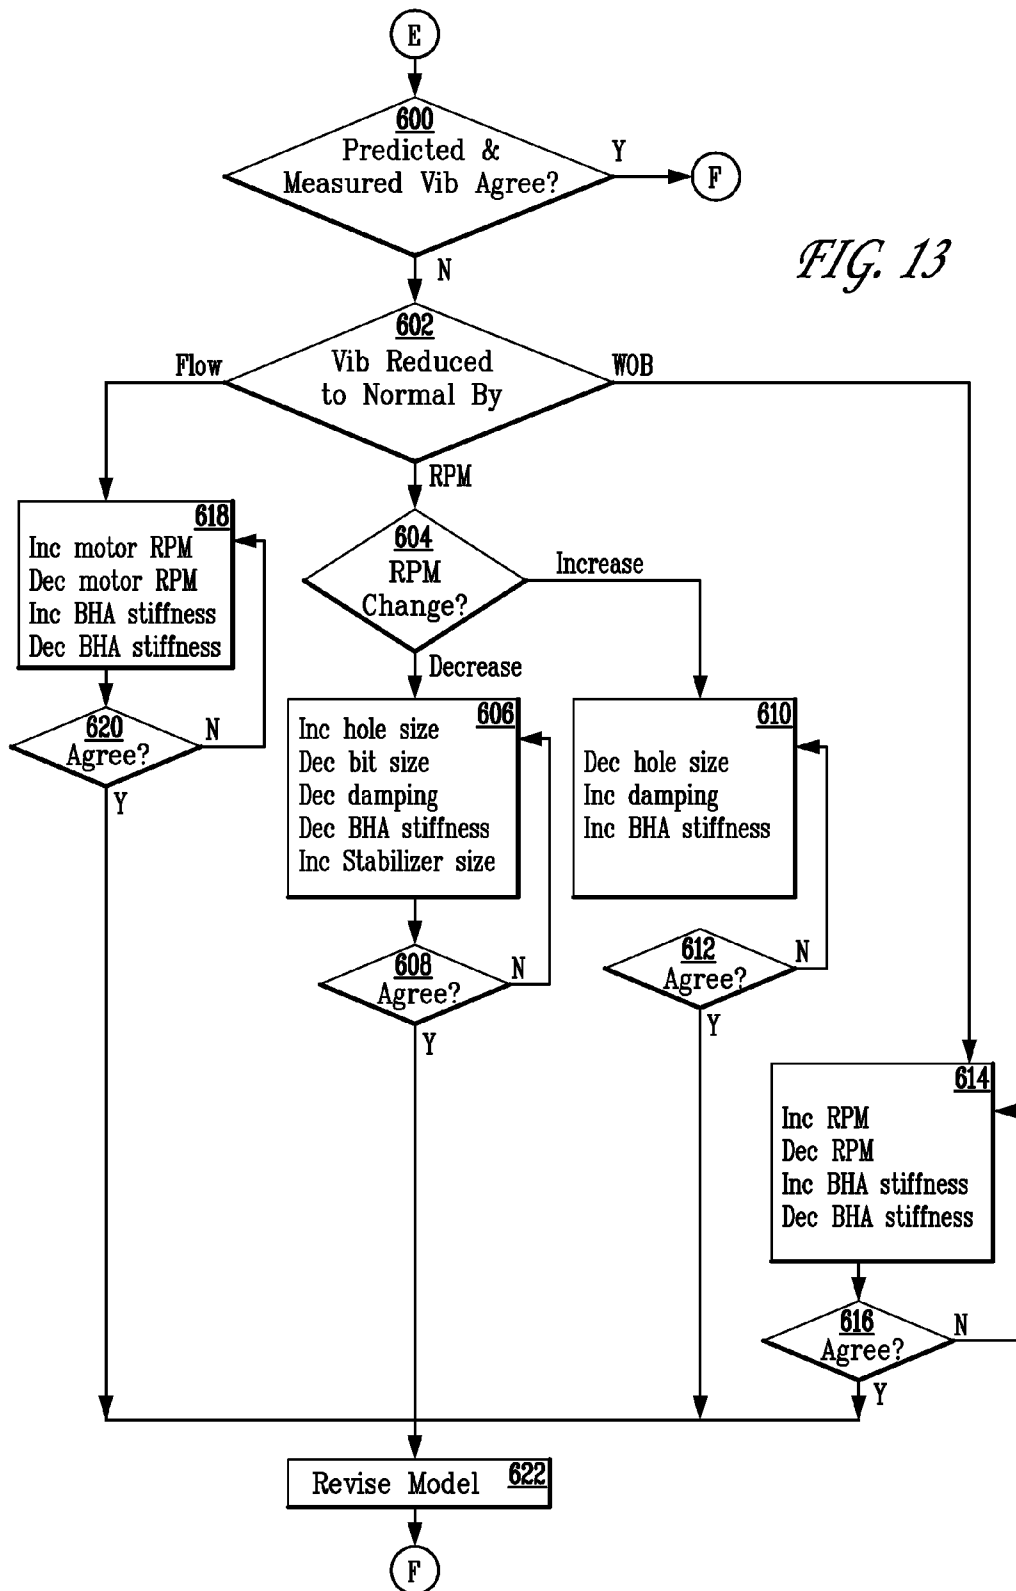 E
600
Predicted &
Measured Vib Agree?
Y
F
FIG. 13
N
602
Vib Reduced
to Normal By
Flow
WOB
RPM
618
Inc motor RPM
Dec motor RPM
Inc BHA stiffness
Dec BHA stiffness
620
Agree?
N
Y
604
RPM
Change?
Increase
Decrease
606
Inc hole size
Dec bit size
Dec damping
Dec BHA stiffness
Inc Stabilizer size
608
Agree?
N
Y
610
Dec hole size
Inc damping
Inc BHA stiffness
612
Agree?
N
Y
614
Inc RPM
Dec RPM
Inc BHA stiffness
Dec BHA stiffness
616
Agree?
N
Y
Revise Model 622
F